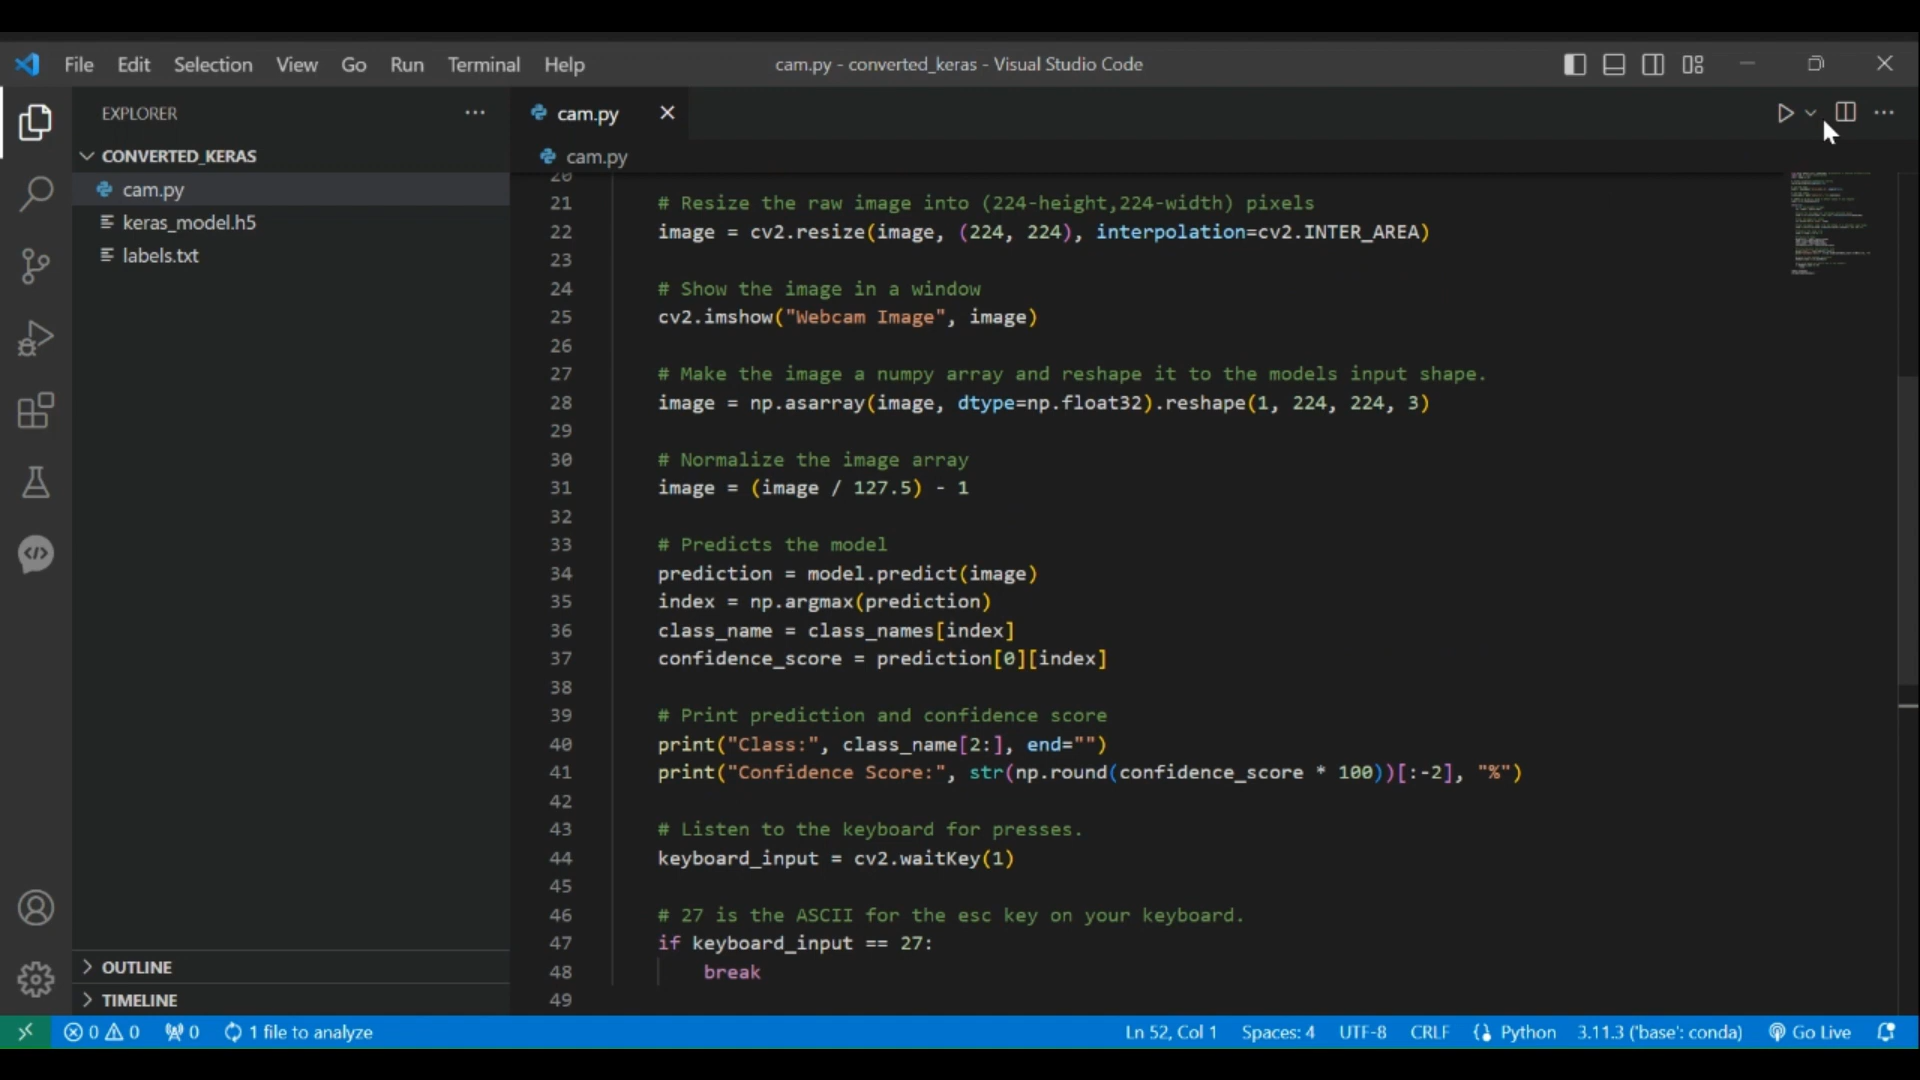 File Edit Selection View Go Run Terminal Help
cam.py - converted_keras - Visual Studio Code
EXPLORER
CONVERTED_KERAS
cam.py
keras_model.h5
labels.txt
OUTLINE
TIMELINE
cam.py
cam.py
20
21 # Resize the raw image into (224-height,224-width) pixels
22 image = cv2.resize(image, (224, 224), interpolation=cv2.INTER_AREA)
23
24 # Show the image in a window
25 cv2.imshow("Webcam Image", image)
26
27 # Make the image a numpy array and reshape it to the models input shape.
28 image = np.asarray(image, dtype=np.float32).reshape(1, 224, 224, 3)
29
30 # Normalize the image array
31 image = (image / 127.5) - 1
32
33 # Predicts the model
34 prediction = model.predict(image)
35 index = np.argmax(prediction)
36 class_name = class_names[index]
37 confidence_score = prediction[0][index]
38
39 # Print prediction and confidence score
40 print("Class:", class_name[2:], end="")
41 print("Confidence Score:", str(np.round(confidence_score * 100))[:-2], "%")
42
43 # Listen to the keyboard for presses.
44 keyboard_input = cv2.waitKey(1)
45
46 # 27 is the ASCII for the esc key on your keyboard.
47 if keyboard_input == 27:
48 break
49
0 0 0 1 file to analyze
Ln 52, Col 1 Spaces: 4 UTF-8 CRLF Python 3.11.3 ('base': conda) Go Live